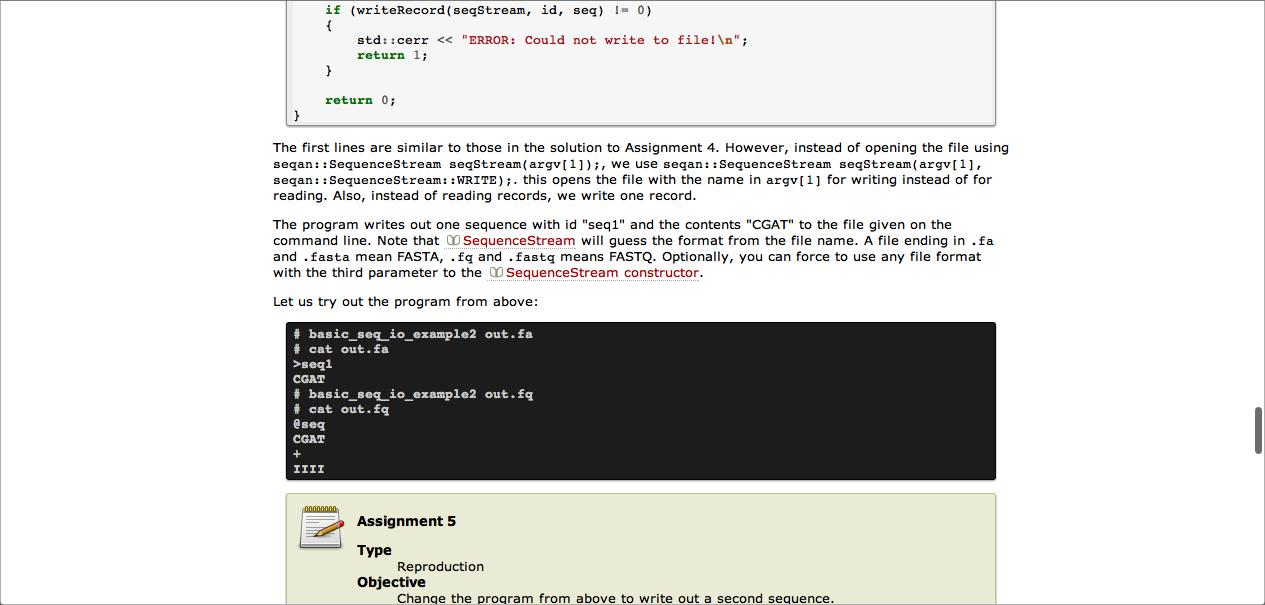 if (writeRecord(seqStream, id, seq) != 0)
{
std::cerr << "ERROR: Could not write to file!\n";
return 1;
}
return 0;
}
The first lines are similar to those in the solution to Assignment 4. However, instead of opening the file using
seqan::SequenceStream seqStream(argv[1]);, we use seqan::SequenceStream seqStream(argv[1],
seqan::SequenceStream::WRITE);. this opens the file with the name in argv[1] for writing instead of for
reading. Also, instead of reading records, we write one record.
The program writes out one sequence with id "seq1" and the contents "CGAT" to the file given on the
command line. Note that SequenceStream will guess the format from the file name. A file ending in .fa
and .fasta mean FASTA, .fq and .fastq means FASTQ. Optionally, you can force to use any file format
with the third parameter to the SequenceStream constructor.
Let us try out the program from above:
# basic_seq_io_example2 out.fa
# cat out.fa
>seq1
CGAT
# basic_seq_io_example2 out.fq
# cat out.fq
@seq
CGAT
+
IIII
Assignment 5
Type
Reproduction
Objective
Change the program from above to write out a second sequence.